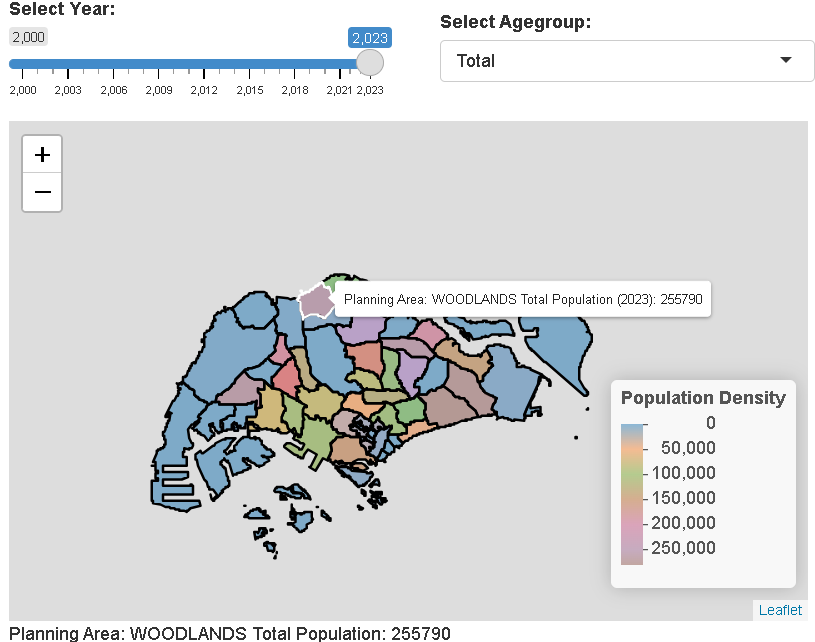 Select Year:
2,000
2,023
2,000 2,003 2,006 2,009 2,012 2,015 2,018 2,021 2,023
Select Agegroup:
Total
+
−
Planning Area: WOODLANDS Total Population (2023): 255790
Population Density
0
50,000
100,000
150,000
200,000
250,000
Leaflet
Planning Area: WOODLANDS Total Population: 255790